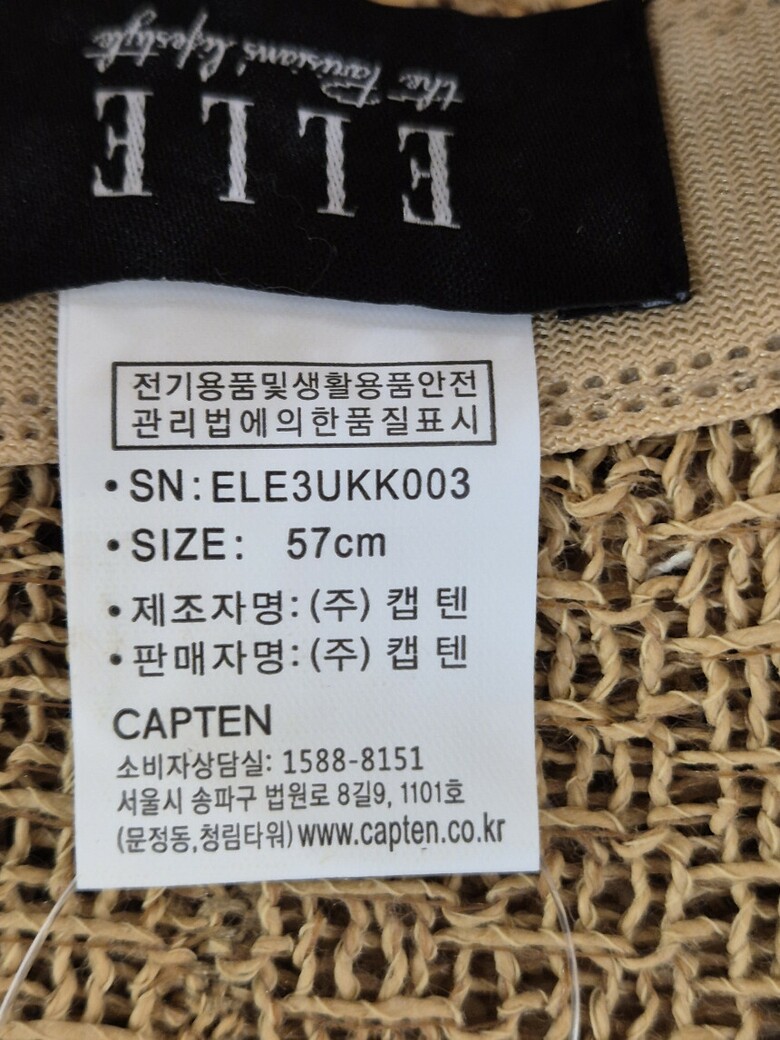 ELLE
the Parisians' lifestyle
전기용품및생활용품안전
관리법에의한품질표시
•SN:ELE3UKK003
•SIZE: 57cm
•제조자명:(주) 캡 텐
•판매자명:(주) 캡 텐
CAPTEN
소비자상담실: 1588-8151
서울시 송파구 법원로 8길9, 1101호
(문정동,청림타워)www.capten.co.kr